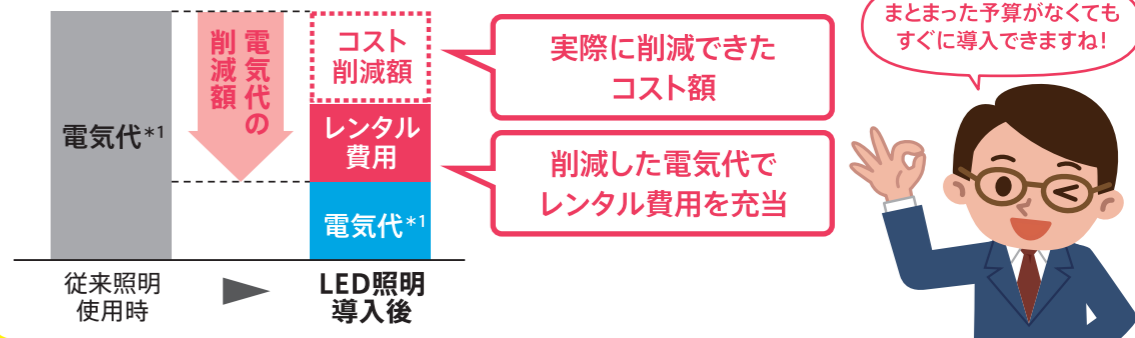 まとまった予算がなくても
すぐに導入できますね!
電気代*1
電気代の
削減額
コスト
削減額
レンタル
費用
電気代*1
実際に削減できた
コスト額
削減した電気代で
レンタル費用を充当
従来照明
使用時
LED照明
導入後